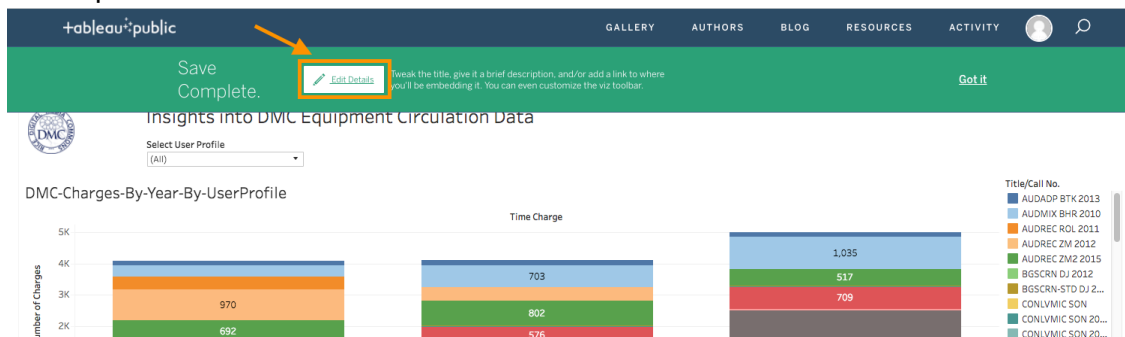 +ableau public GALLERY AUTHORS BLOG RESOURCES ACTIVITY
Save
Complete.
Edit Details
Tweak the title, give it a brief description, and/or add a link to where
you'll be embedding it. You can even customize the viz toolbar.
Got it
DMC
Insights into DMC Equipment Circulation Data
Select User Profile
(All)
DMC-Charges-By-Year-By-UserProfile
Time Charge
5K
4K
3K
2K
970
692
703
802
576
1,035
517
709
Title/Call No.
AUDADP BTK 2013
AUDMIX BHR 2010
AUDREC ROL 2011
AUDREC ZM 2012
AUDREC ZM2 2015
BGSCRN DJ 2012
BGSCRN-STD DJ 2...
CONLVMIC SON
CONLVMIC SON 20...
CONLVMIC SON 20...